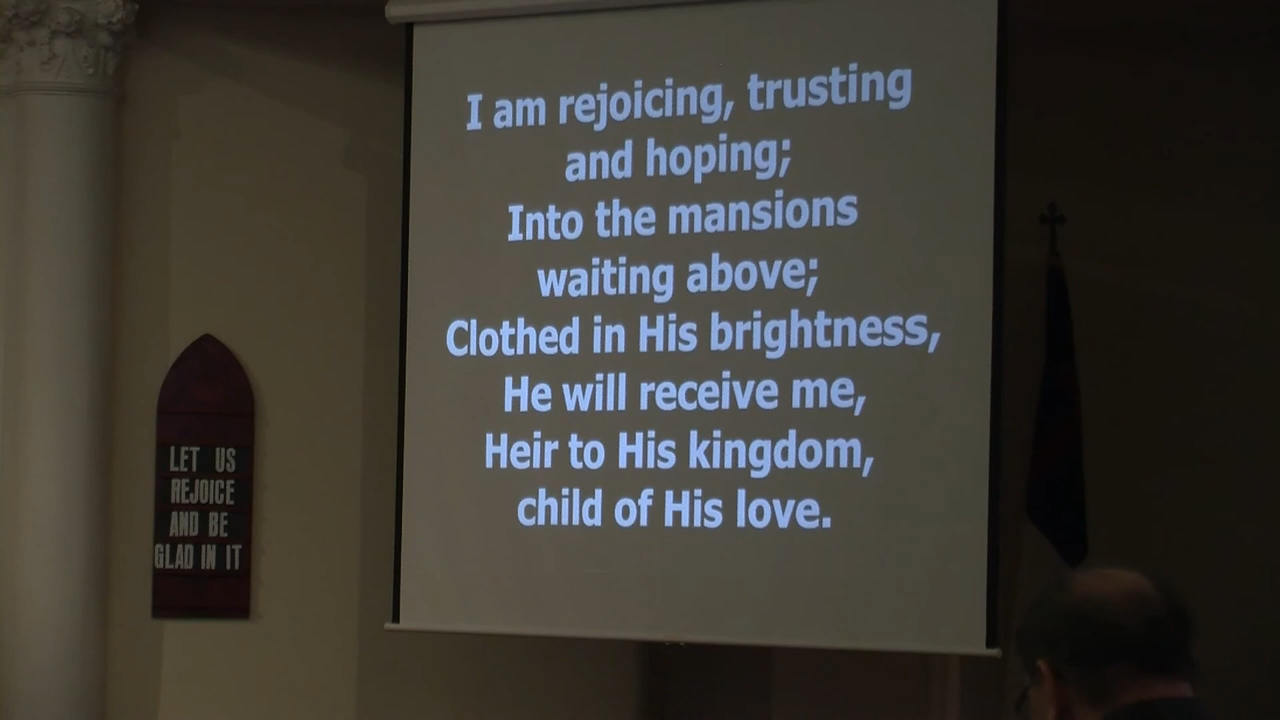 I am rejoicing, trusting
and hoping;
Into the mansions
waiting above;
Clothed in His brightness,
He will receive me,
Heir to His kingdom,
child of His love.
LET US
REJOICE
AND BE
GLAD IN IT